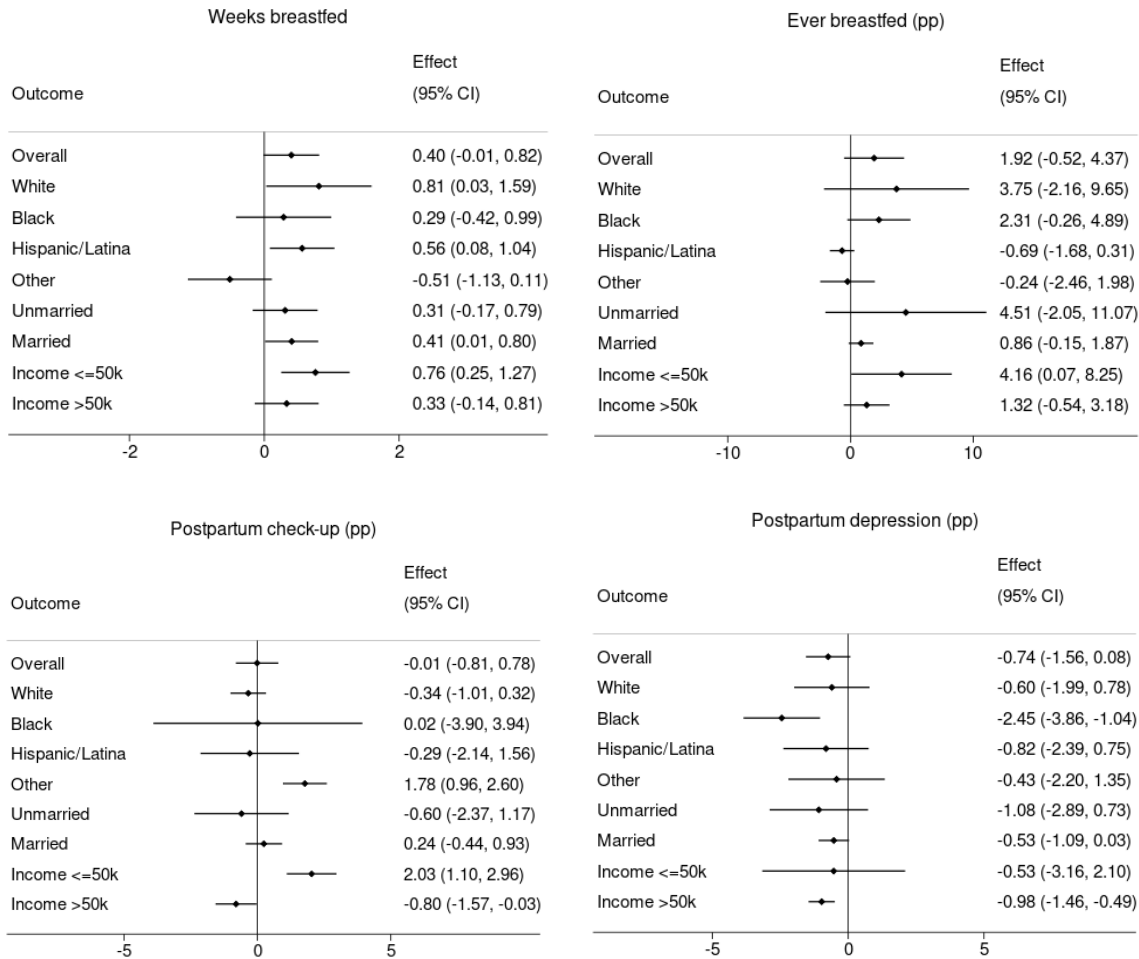 Weeks breastfed
Effect
Outcome (95% CI)
Overall 0.40 (-0.01, 0.82)
White 0.81 (0.03, 1.59)
Black 0.29 (-0.42, 0.99)
Hispanic/Latina 0.56 (0.08, 1.04)
Other -0.51 (-1.13, 0.11)
Unmarried 0.31 (-0.17, 0.79)
Married 0.41 (0.01, 0.80)
Income <=50k 0.76 (0.25, 1.27)
Income >50k 0.33 (-0.14, 0.81)
-2 0 2
Ever breastfed (pp)
Effect
Outcome (95% CI)
Overall 1.92 (-0.52, 4.37)
White 3.75 (-2.16, 9.65)
Black 2.31 (-0.26, 4.89)
Hispanic/Latina -0.69 (-1.68, 0.31)
Other -0.24 (-2.46, 1.98)
Unmarried 4.51 (-2.05, 11.07)
Married 0.86 (-0.15, 1.87)
Income <=50k 4.16 (0.07, 8.25)
Income >50k 1.32 (-0.54, 3.18)
-10 0 10
Postpartum check-up (pp)
Effect
Outcome (95% CI)
Overall -0.01 (-0.81, 0.78)
White -0.34 (-1.01, 0.32)
Black 0.02 (-3.90, 3.94)
Hispanic/Latina -0.29 (-2.14, 1.56)
Other 1.78 (0.96, 2.60)
Unmarried -0.60 (-2.37, 1.17)
Married 0.24 (-0.44, 0.93)
Income <=50k 2.03 (1.10, 2.96)
Income >50k -0.80 (-1.57, -0.03)
-5 0 5
Postpartum depression (pp)
Effect
Outcome (95% CI)
Overall -0.74 (-1.56, 0.08)
White -0.60 (-1.99, 0.78)
Black -2.45 (-3.86, -1.04)
Hispanic/Latina -0.82 (-2.39, 0.75)
Other -0.43 (-2.20, 1.35)
Unmarried -1.08 (-2.89, 0.73)
Married -0.53 (-1.09, 0.03)
Income <=50k -0.53 (-3.16, 2.10)
Income >50k -0.98 (-1.46, -0.49)
-5 0 5